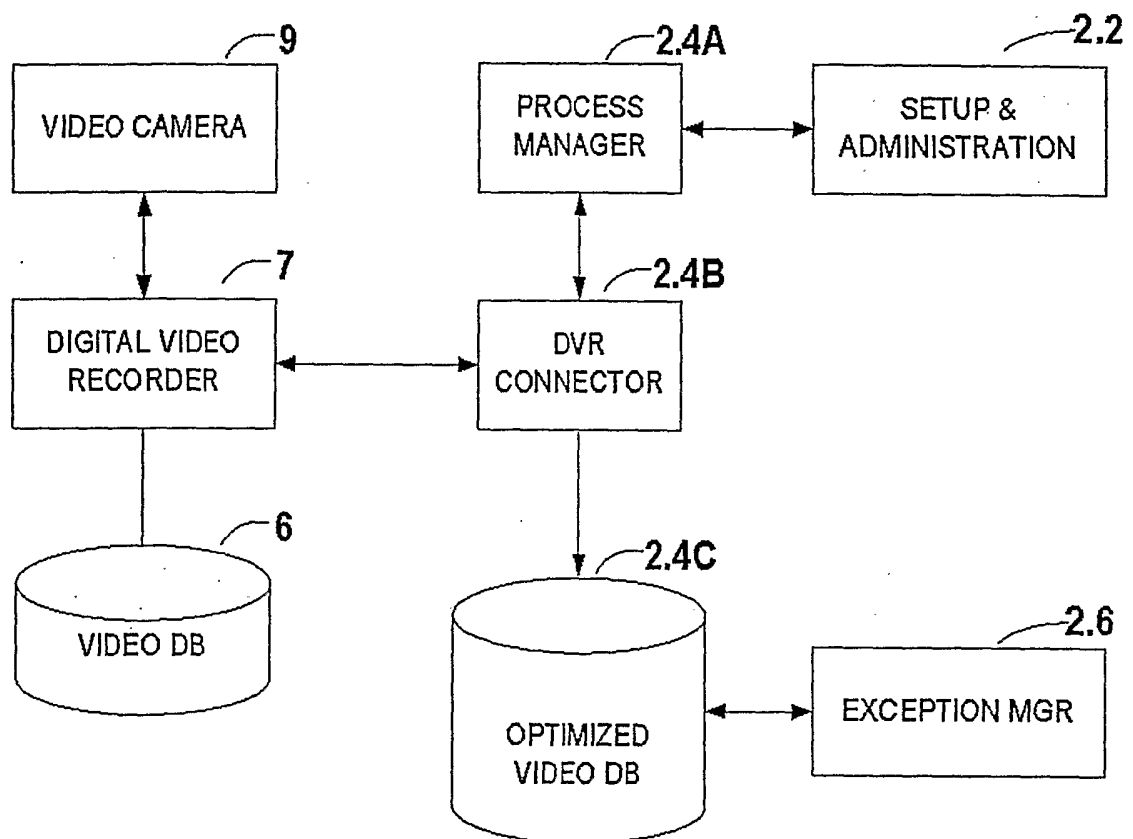 9
VIDEO CAMERA
2.4A
PROCESS
MANAGER
2.2
SETUP &
ADMINISTRATION
7
DIGITAL VIDEO
RECORDER
2.4B
DVR
CONNECTOR
6
VIDEO DB
2.4C
OPTIMIZED
VIDEO DB
2.6
EXCEPTION MGR